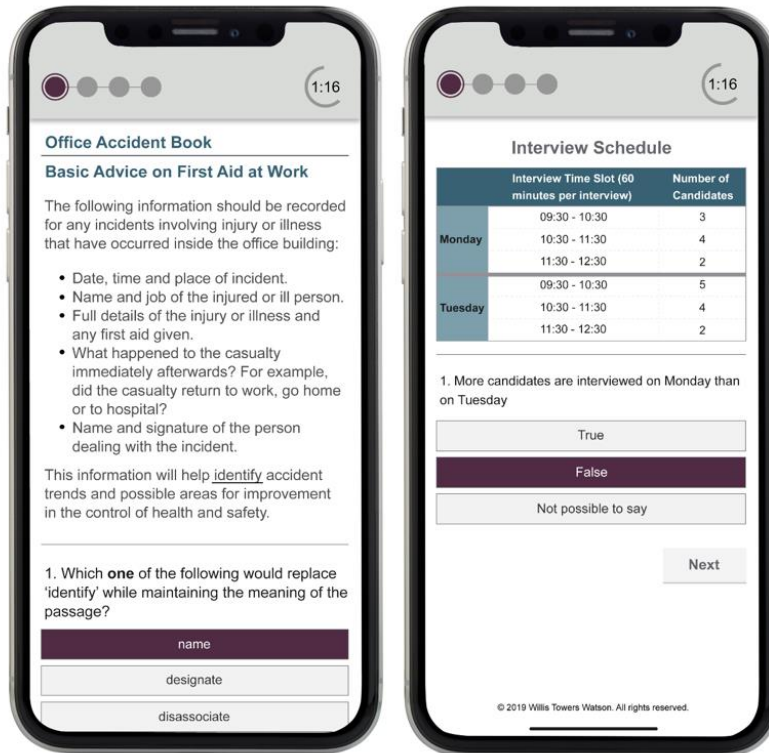 1:16
Office Accident Book
Basic Advice on First Aid at Work
The following information should be recorded
for any incidents involving injury or illness
that have occurred inside the office building:
• Date, time and place of incident.
• Name and job of the injured or ill person.
• Full details of the injury or illness and
any first aid given.
• What happened to the casualty
immediately afterwards? For example,
did the casualty return to work, go home
or to hospital?
• Name and signature of the person
dealing with the incident.
This information will help identify accident
trends and possible areas for improvement
in the control of health and safety.
1. Which one of the following would replace
'identify' while maintaining the meaning of the
passage?
name
designate
disassociate
1:16
Interview Schedule
Interview Time Slot (60
minutes per interview)
Number of
Candidates
Monday
09:30 - 10:30 3
10:30 - 11:30 4
11:30 - 12:30 2
Tuesday
09:30 - 10:30 5
10:30 - 11:30 4
11:30 - 12:30 2
1. More candidates are interviewed on Monday than
on Tuesday
True
False
Not possible to say
Next
© 2019 Willis Towers Watson. All rights reserved.